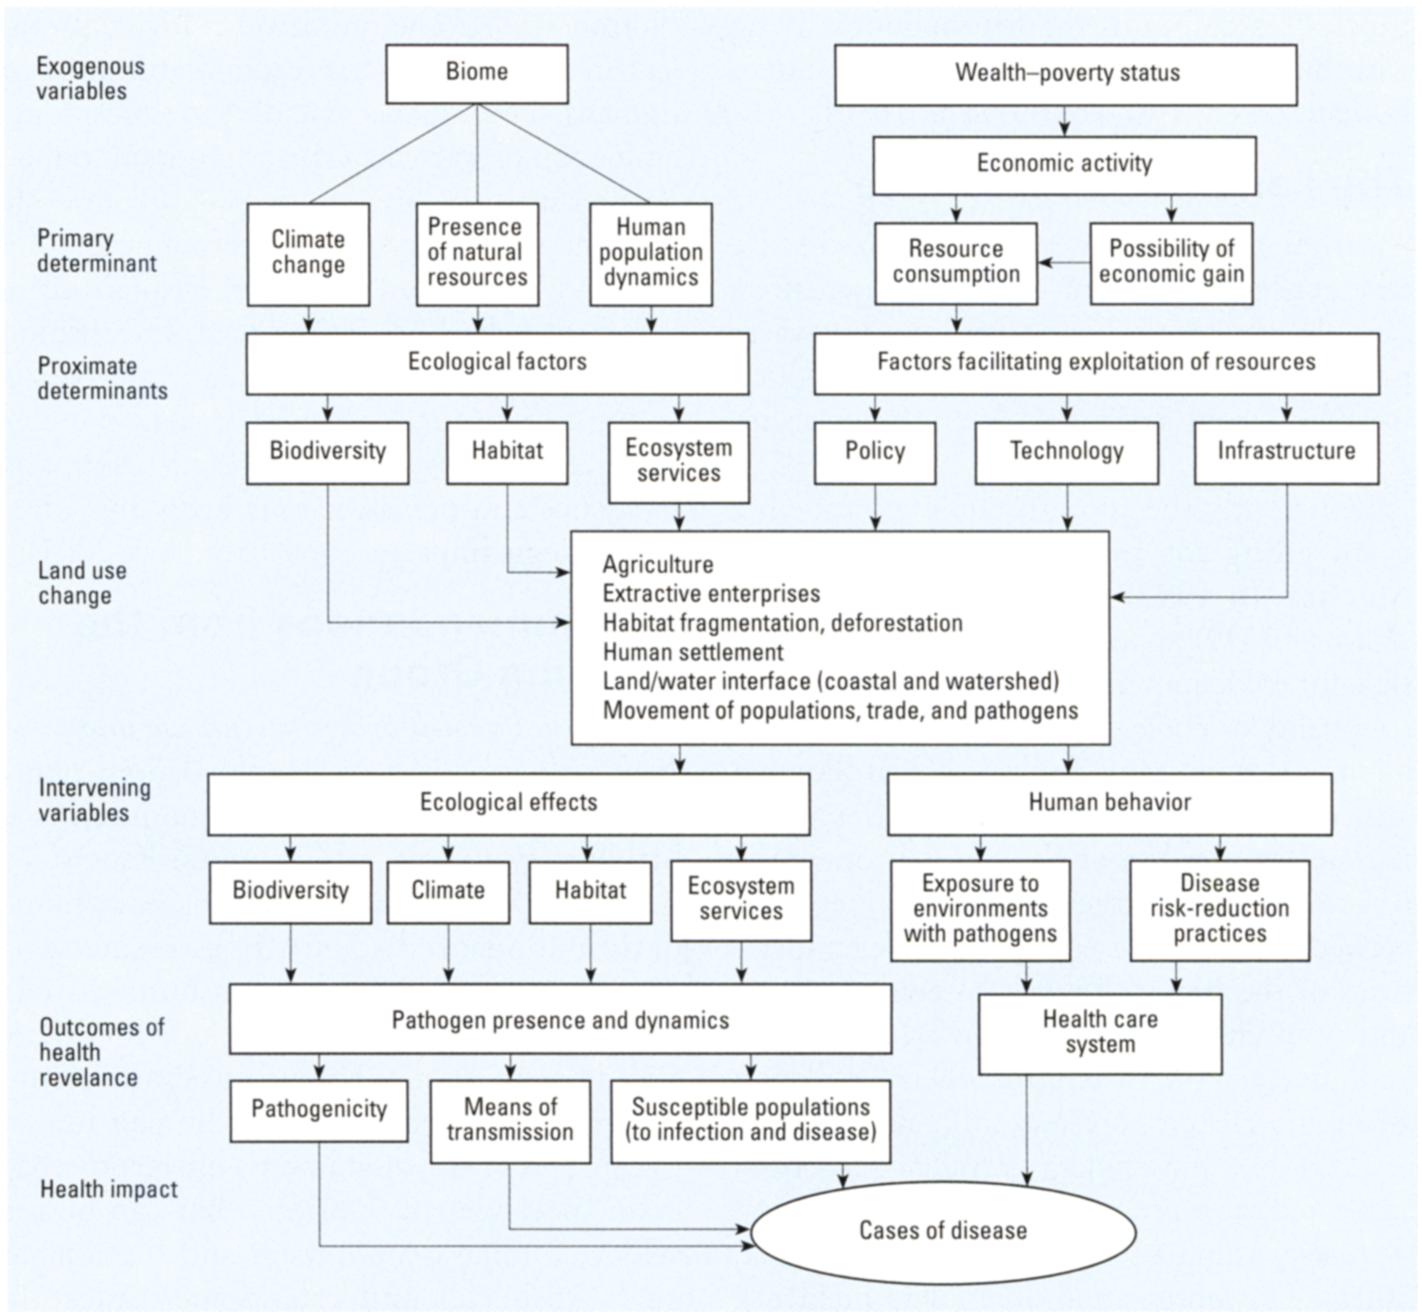 Exogenous
variables
Biome
Wealth–poverty status
Economic activity
Primary
determinant
Climate
change
Presence
of natural
resources
Human
population
dynamics
Resource
consumption
Possibility of
economic gain
Proximate
determinants
Ecological factors
Factors facilitating exploitation of resources
Biodiversity
Habitat
Ecosystem
services
Policy
Technology
Infrastructure
Land use
change
Agriculture
Extractive enterprises
Habitat fragmentation, deforestation
Human settlement
Land/water interface (coastal and watershed)
Movement of populations, trade, and pathogens
Intervening
variables
Ecological effects
Human behavior
Biodiversity
Climate
Habitat
Ecosystem
services
Exposure to
environments
with pathogens
Disease
risk-reduction
practices
Outcomes of
health
revelance
Pathogen presence and dynamics
Health care
system
Pathogenicity
Means of
transmission
Susceptible populations
(to infection and disease)
Health impact
Cases of disease